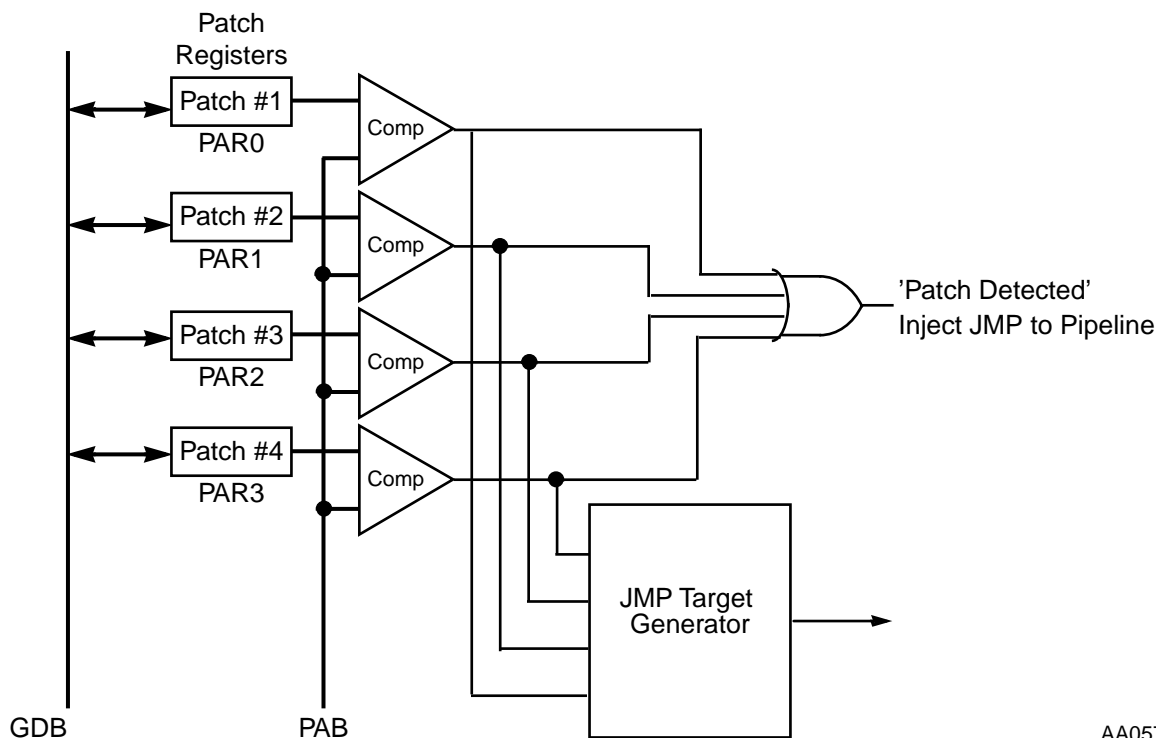 Patch
Registers
Patch #1
PAR0
Comp
Patch #2
PAR1
Comp
Patch #3
PAR2
Comp
Patch #4
PAR3
Comp
’Patch Detected’
Inject JMP to Pipeline
JMP Target
Generator
GDB
PAB